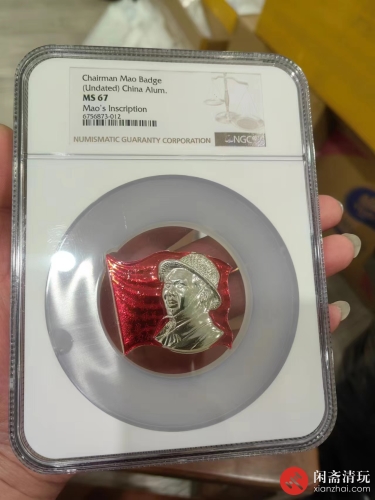 Chairman Mao Badge
(Undated) China Alum.
MS 67
Mao's Inscription
6756873-012
NUMISMATIC GUARANTY CORPORATION
NGC
闲斋清玩
xianzhai.com